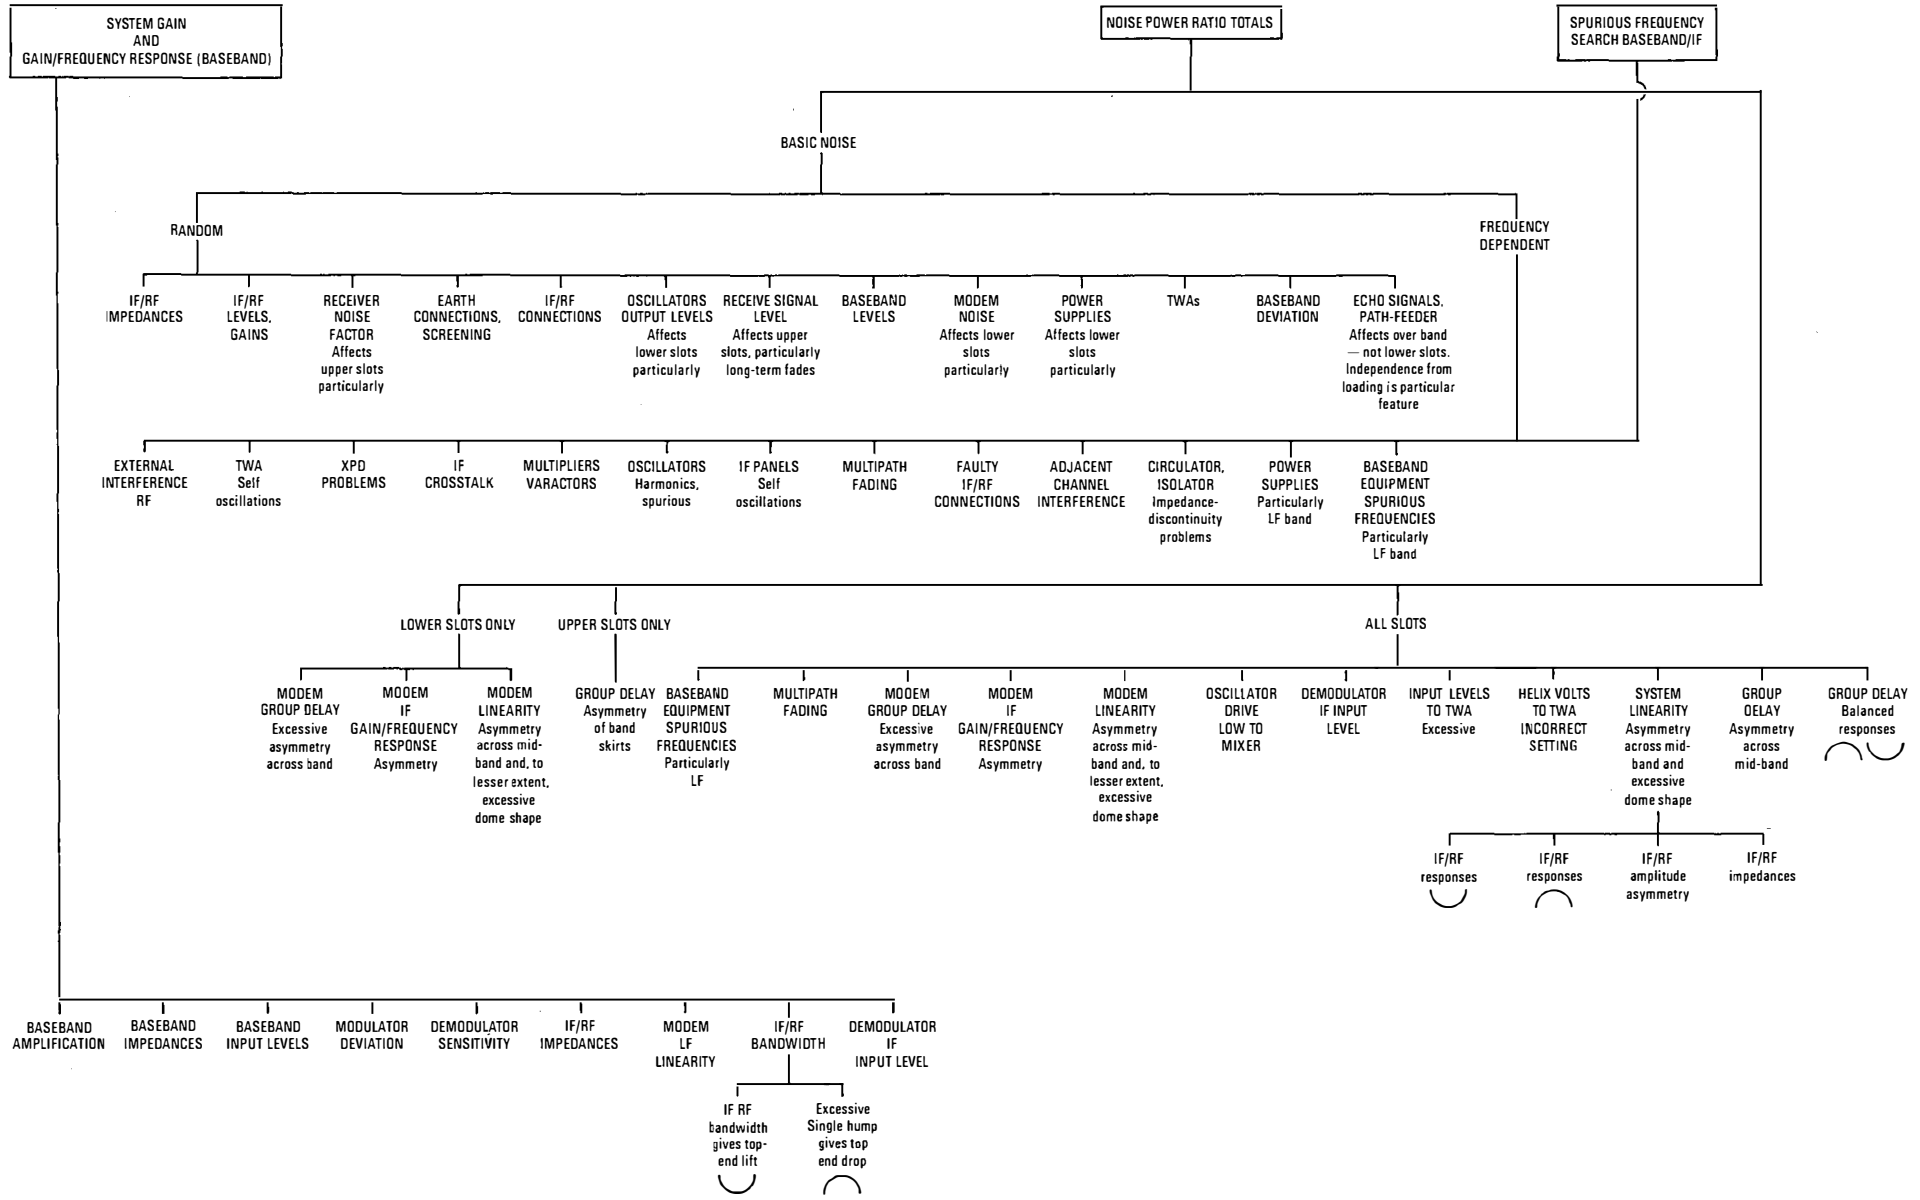 SYSTEM GAIN
AND
GAIN/FREQUENCY RESPONSE (BASEBAND)
NOISE POWER RATIO TOTALS
SPURIOUS FREQUENCY
SEARCH BASEBAND/IF
BASIC NOISE
RANDOM
FREQUENCY
DEPENDENT
IF/RF
IMPEDANCES
IF/RF
LEVELS,
GAINS
RECEIVER
NOISE
FACTOR
Affects
upper slots
particularly
EARTH
CONNECTIONS,
SCREENING
IF/RF
CONNECTIONS
OSCILLATORS
OUTPUT LEVELS
Affects
lower slots
particularly
RECEIVE SIGNAL
LEVEL
Affects upper
slots, particularly
long-term fades
BASEBAND
LEVELS
MODEM
NOISE
Affects lower
slots
particularly
POWER
SUPPLIES
Affects lower
slots
particularly
TWAs
BASEBAND
DEVIATION
ECHO SIGNALS,
PATH-FEEDER
Affects over band
— not lower slots.
Independence from
loading is particular
feature
EXTERNAL
INTERFERENCE
RF
TWA
Self
oscillations
XPD
PROBLEMS
IF
CROSSTALK
MULTIPLIERS
VARACTORS
OSCILLATORS
Harmonics,
spurious
IF PANELS
Self
oscillations
MULTIPATH
FADING
FAULTY
IF/RF
CONNECTIONS
ADJACENT
CHANNEL
INTERFERENCE
CIRCULATOR,
ISOLATOR
Impedance-
discontinuity
problems
POWER
SUPPLIES
Particularly
LF band
BASEBAND
EQUIPMENT
SPURIOUS
FREQUENCIES
Particularly
LF band
LOWER SLOTS ONLY
UPPER SLOTS ONLY
ALL SLOTS
MODEM
GROUP DELAY
Excessive
asymmetry
across band
MODEM
IF
GAIN/FREQUENCY
RESPONSE
Asymmetry
MODEM
LINEARITY
Asymmetry
across mid-
band and, to
lesser extent,
excessive
dome shape
GROUP DELAY
Asymmetry
of band
skirts
BASEBAND
EQUIPMENT
SPURIOUS
FREQUENCIES
Particularly
LF
MULTIPATH
FADING
MODEM
GROUP DELAY
Excessive
asymmetry
across band
MODEM
IF
GAIN/FREQUENCY
RESPONSE
Asymmetry
MODEM
LINEARITY
Asymmetry
across mid-
band and, to
lesser extent,
excessive
dome shape
OSCILLATOR
DRIVE
LOW TO
MIXER
DEMODULATOR
IF INPUT
LEVEL
INPUT LEVELS
TO TWA
Excessive
HELIX VOLTS
TO TWA
INCORRECT
SETTING
SYSTEM
LINEARITY
Asymmetry
across mid-
band and
excessive
dome shape
GROUP
DELAY
Asymmetry
across
mid-band
GROUP DELAY
Balanced
responses
IF/RF
responses
IF/RF
responses
IF/RF
amplitude
asymmetry
IF/RF
impedances
BASEBAND
AMPLIFICATION
BASEBAND
IMPEDANCES
BASEBAND
INPUT LEVELS
MODULATOR
DEVIATION
DEMODULATOR
SENSITIVITY
IF/RF
IMPEDANCES
MODEM
LF
LINEARITY
IF/RF
BANDWIDTH
DEMODULATOR
IF
INPUT LEVEL
IF RF
bandwidth
gives top-
end lift
Excessive
Single hump
gives top
end drop